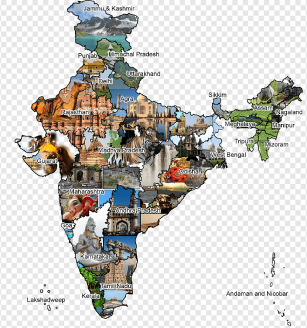 Jammu & Kashmir
Himachal Pradesh
Punjab
Uttarakhand
Delhi
Agra
Sikkim
Rajasthan
Assam
Nagaland
Meghalaya
Manipur
Tripura
Mizoram
Madhya Pradesh
West Bengal
Gujarat
Odisha
Maharashtra
Andhra Pradesh
Goa
Karnataka
Tamil Nadu
Kerala
Lakshadweep
Andaman and Nicobar